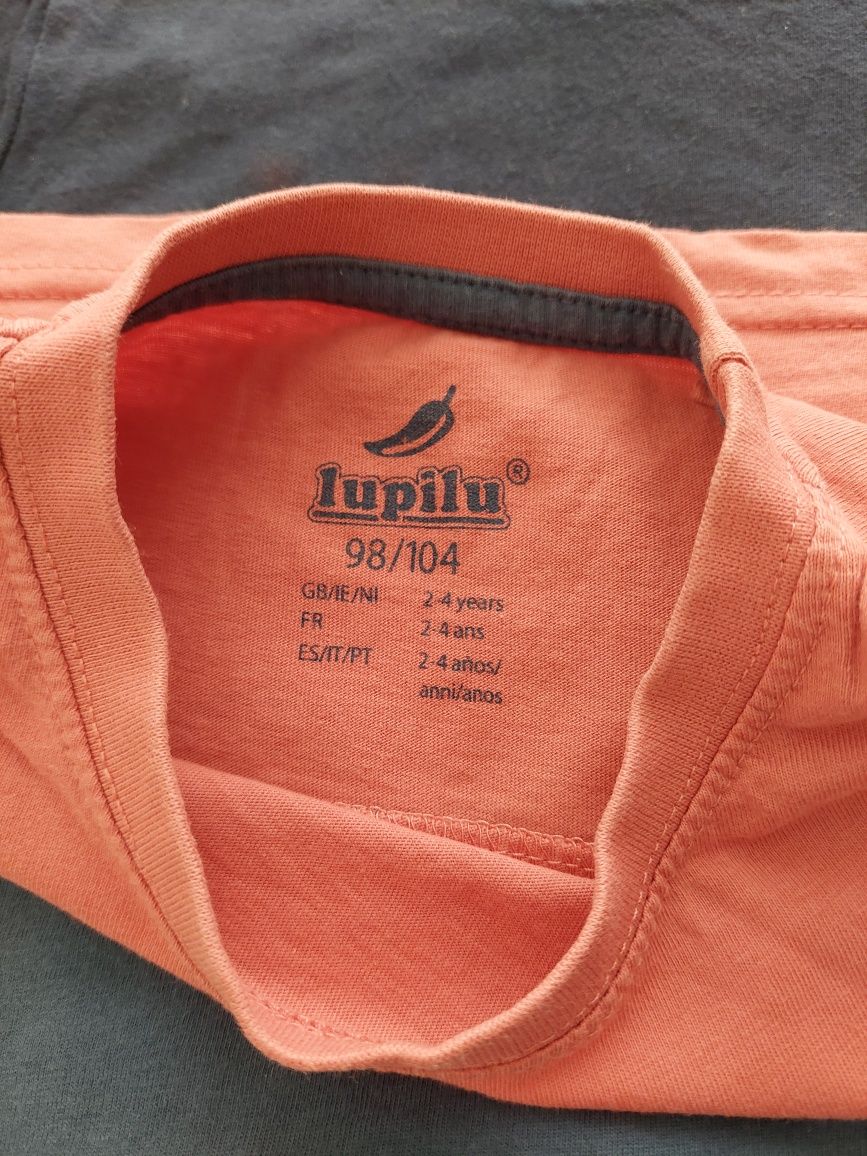 lupilu®
98/104
GB/IE/NI 2-4 years
FR 2-4 ans
ES/IT/PT 2-4 años/
anni/anos